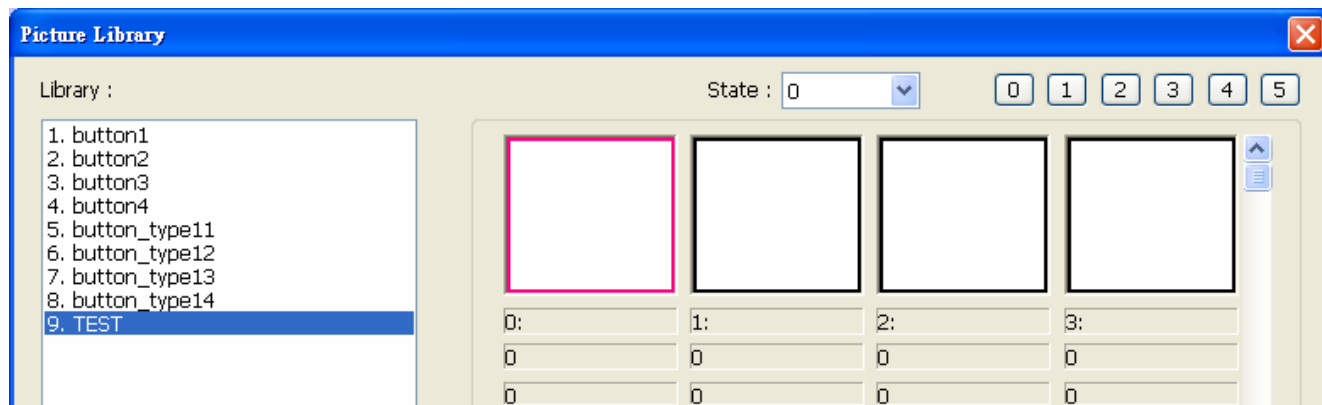 Picture Library
Library :
State : 0
0 1 2 3 4 5
1. button1
2. button2
3. button3
4. button4
5. button_type11
6. button_type12
7. button_type13
8. button_type14
9. TEST
0: 1: 2: 3:
0 0 0 0
0 0 0 0